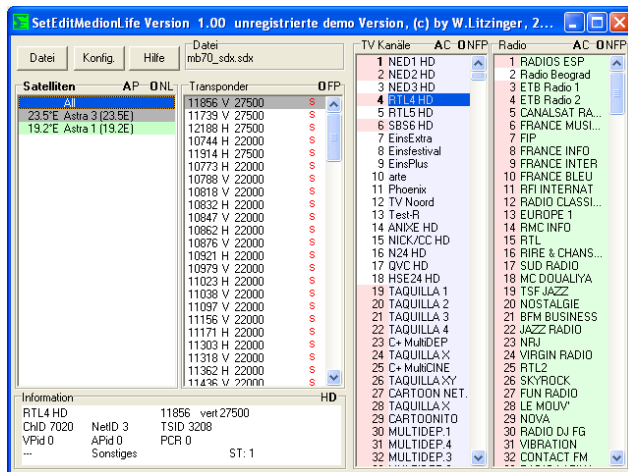 SetEditMedionLife Version 1.00 unregistrierte demo Version, (c) by W.Litzinger, 2...
Datei
Konfig.
Hilfe
Datei
mb70_sdx.sdx
Satelliten AP ONL
All
23.5°E Astra 3 (23.5E)
19.2°E Astra 1 (19.2E)
Transponder OFP
11856 V 27500 S
11739 V 27500 S
12188 H 27500 S
10744 H 22000 S
11914 H 27500 S
10773 H 22000 S
10788 V 22000 S
10818 V 22000 S
10832 H 22000 S
10847 V 22000 S
10862 H 22000 S
10876 V 22000 S
10921 H 22000 S
10979 V 22000 S
11023 H 22000 S
11038 V 22000 S
11097 V 22000 S
11156 V 22000 S
11171 H 22000 S
11303 H 22000 S
11318 V 22000 S
11362 H 22000 S
11436 V 22000 S
TV Kanäle AC ONFP
1 NED1 HD
2 NED2 HD
3 NED3 HD
4 RTL4 HD
5 RTL5 HD
6 SBS6 HD
7 EinsExtra
8 Einsfestival
9 EinsPlus
10 arte
11 Phoenix
12 TV Noord
13 Test-R
14 ANIXE HD
15 NICK/CC HD
16 N24 HD
17 QVC HD
18 HSE24 HD
19 TAQUILLA 1
20 TAQUILLA 2
21 TAQUILLA 3
22 TAQUILLA 4
23 C+ MultiDEP
24 TAQUILLA X
25 C+ MultiCINE
26 TAQUILLA XY
27 CARTOON NET.
28 TAQUILLA X
29 CARTOONITO
30 MULTIDEP.1
31 MULTIDEP.4
32 MULTIDEP.3
Radio AC ONFP
1 RADIOS ESP
2 Radio Beograd
3 ETB Radio 1
4 ETB Radio 2
5 CANALSAT RA...
6 FRANCE MUSI...
7 FIP
8 FRANCE INFO
9 FRANCE INTER
10 FRANCE BLEU
11 RFI INTERNAT
12 RADIO CLASSI...
13 EUROPE 1
14 RMC INFO
15 RTL
16 RIRE & CHANS...
17 SUD RADIO
18 MC DOUALIYA
19 TSF JAZZ
20 NOSTALGIE
21 BFM BUSINESS
22 JAZZ RADIO
23 NRJ
24 VIRGIN RADIO
25 RTL2
26 SKYROCK
27 FUN RADIO
28 LE MOUV'
29 NOVA
30 RADIO DJ FG
31 VIBRATION
32 CONTACT FM
Information HD
RTL4 HD 11856 vert 27500
ChID 7020 NetID 3 TSID 3208
VPid 0 APid 0 PCR 0
--- Sonstiges ST: 1